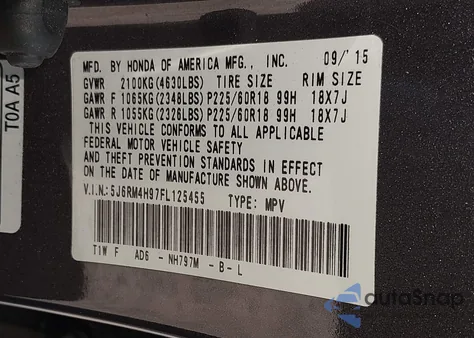 T0A A5
MFD. BY HONDA OF AMERICA MFG., INC. 09/'15
GVWR 2100KG(4630LBS) TIRE SIZE RIM SIZE
GAWR F 1065KG(2348LBS) P225/60R18 99H 18X7J
GAWR R 1055KG(2326LBS) P225/60R18 99H 18X7J
THIS VEHICLE CONFORMS TO ALL APPLICABLE
FEDERAL MOTOR VEHICLE SAFETY
AND THEFT PREVENTION STANDARDS IN EFFECT
ON THE DATE OF MANUFACTURE SHOWN ABOVE.
V.I.N.:5J6RM4H97FL125455 TYPE: MPV
T1W F AD6 -NH797M -B-L
autoSnap